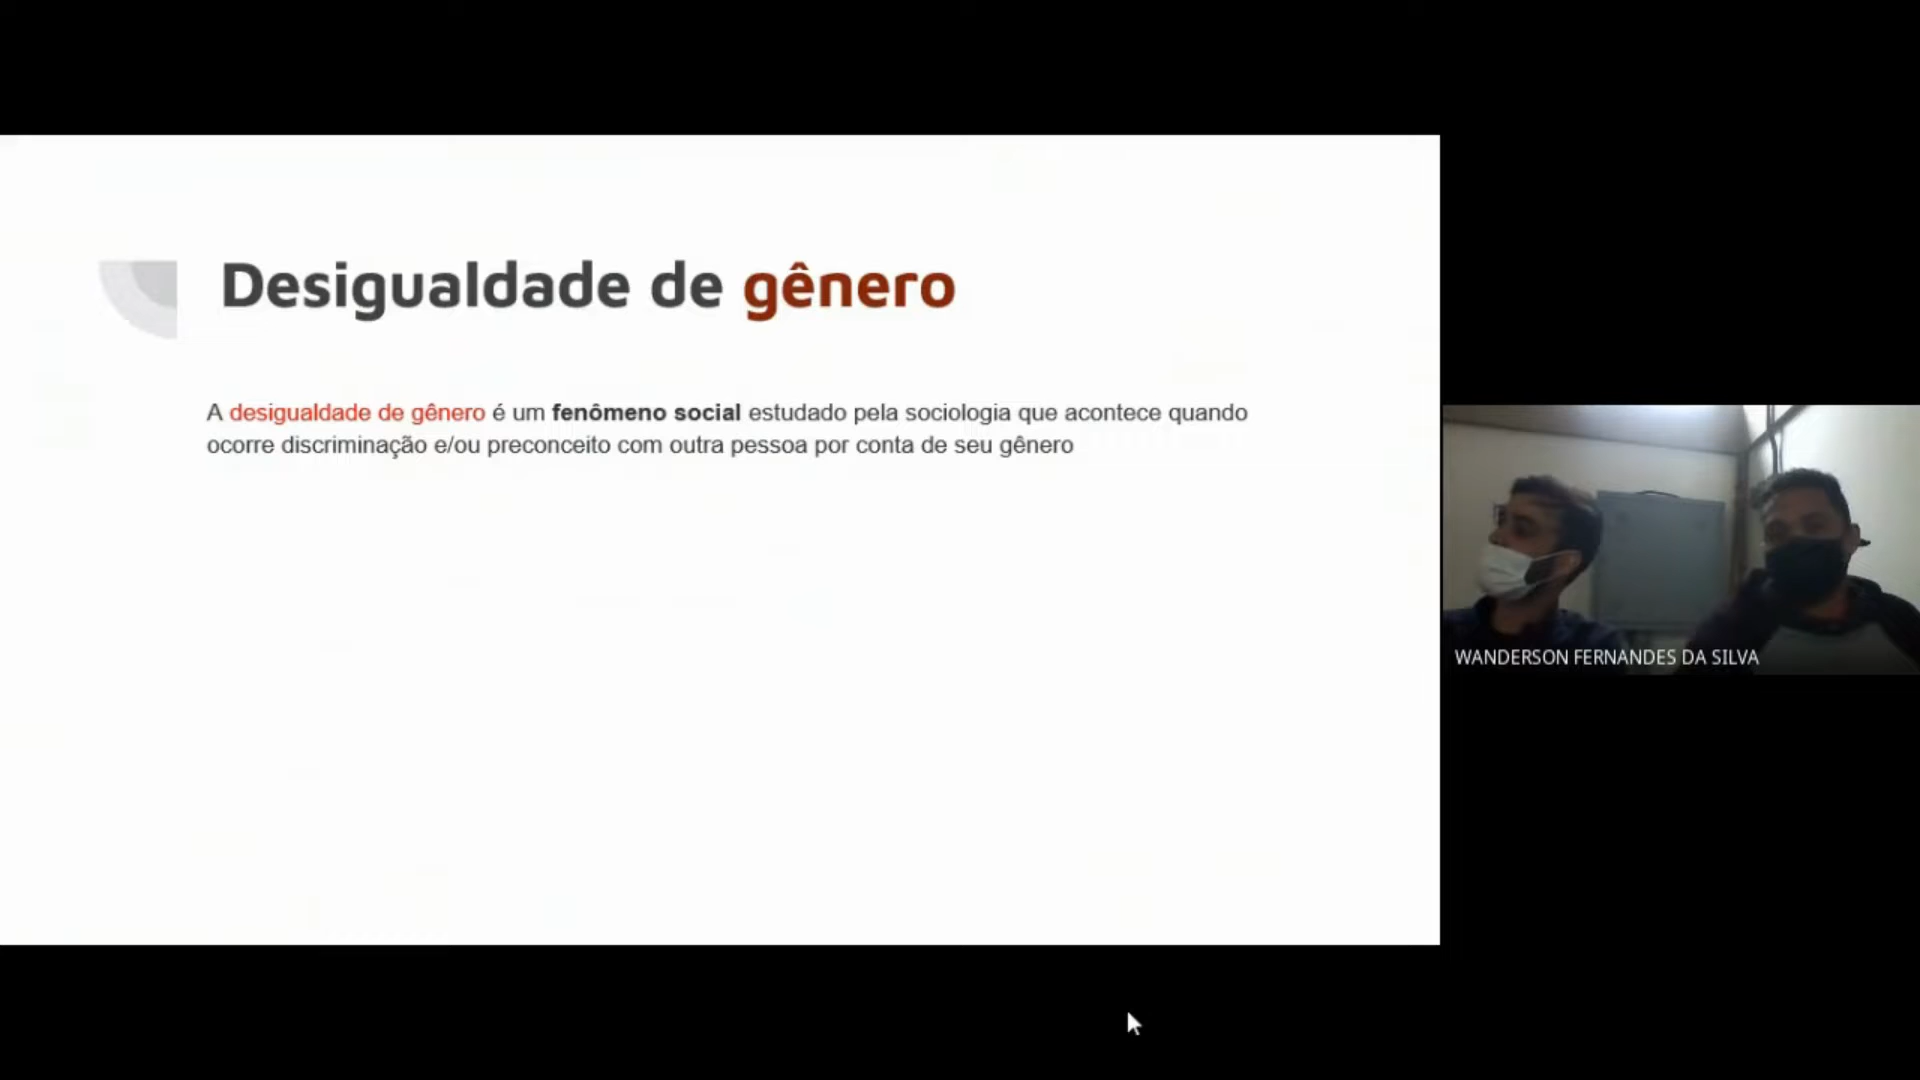 Desigualdade de gênero
A desigualdade de gênero é um fenômeno social estudado pela sociologia que acontece quando
ocorre discriminação e/ou preconceito com outra pessoa por conta de seu gênero
WANDERSON FERNANDES DA SILVA